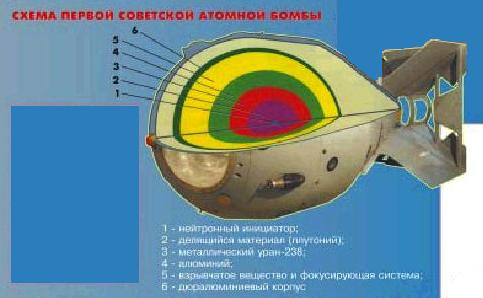 СХЕМА ПЕРВОЙ СОВЕТСКОЙ АТОМНОЙ БОМБЫ
6
5
4
3
2
1
1 - нейтронный инициатор;
2 - делящийся материал (плутоний);
3 - металлический уран-238;
4 - алюминий;
5 - взрывчатое вещество и фокусирующая система;
6 - дюралюминиевый корпус